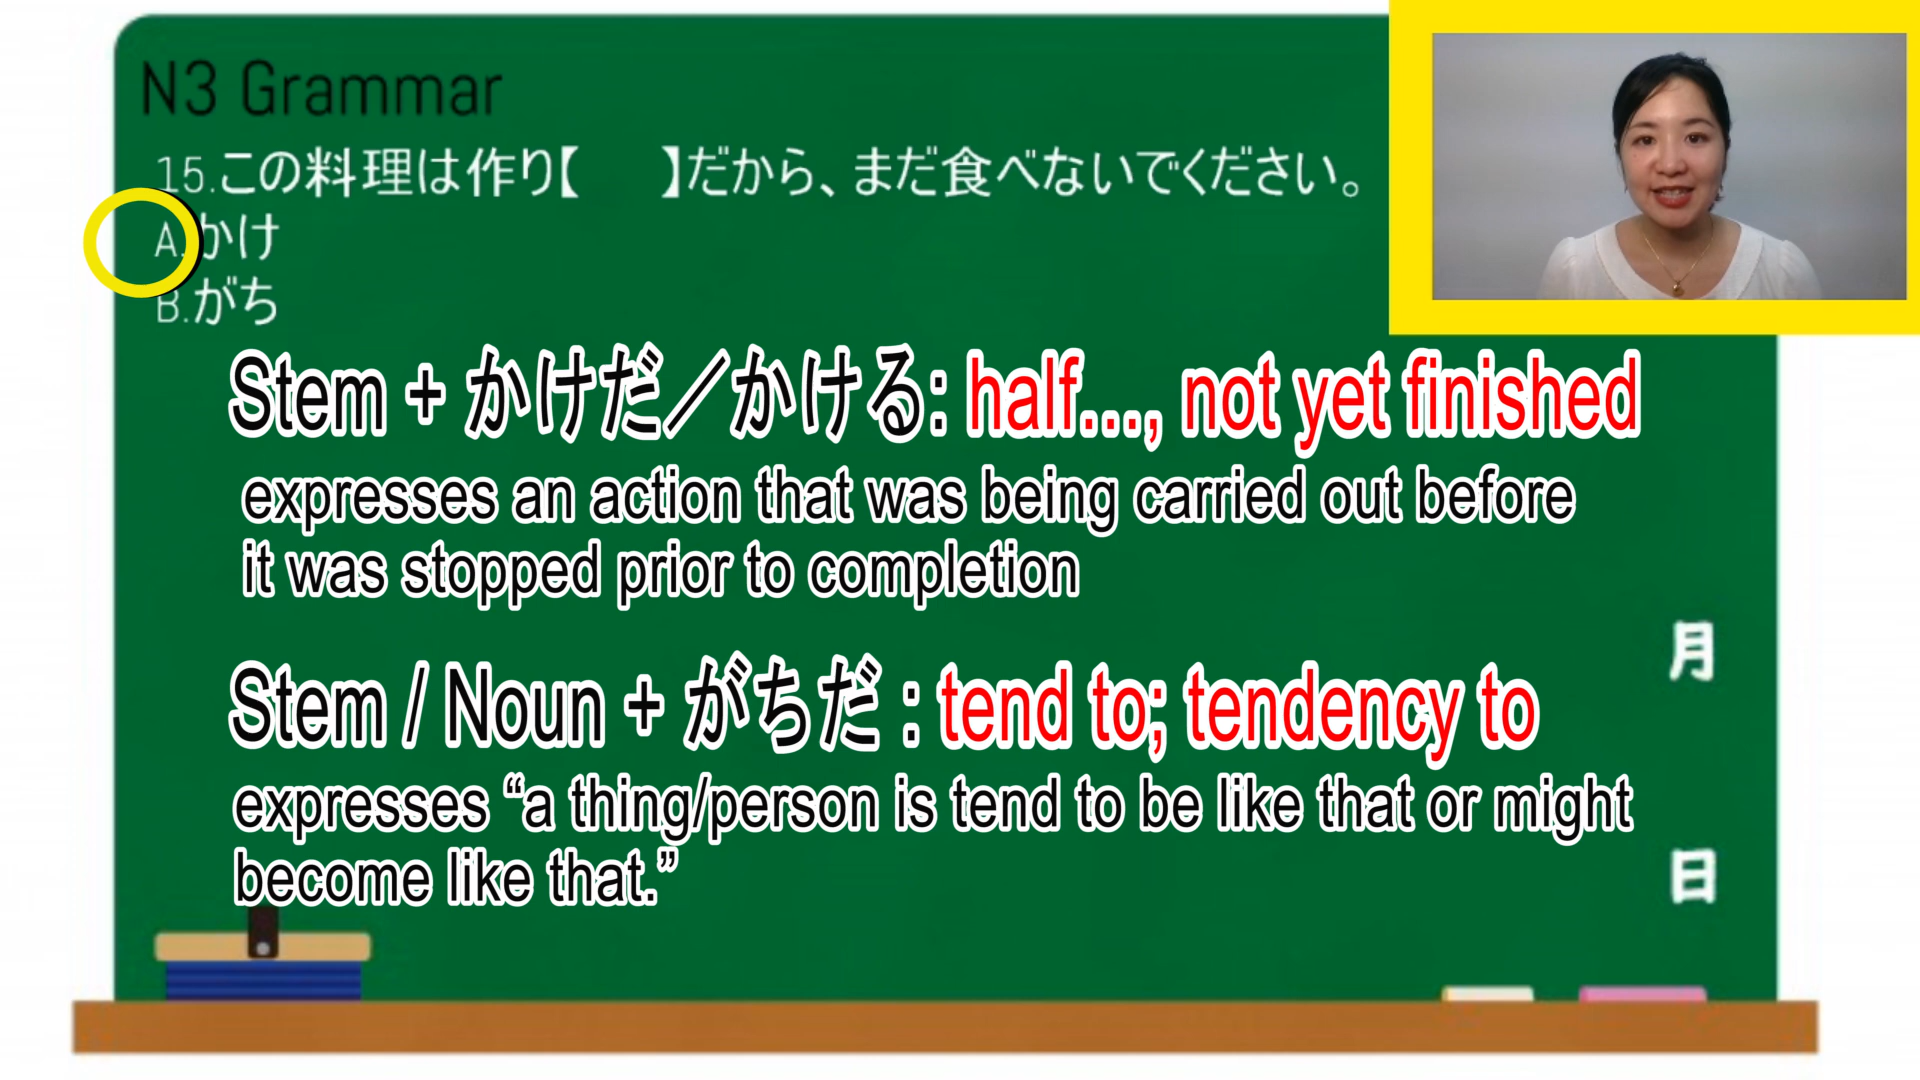 N3 Grammar
15.この料理は作り【　　】だから、まだ食べないでください。
A.かけ
B.がち
Stem + かけだ／かける: half..., not yet finished
expresses an action that was being carried out before
it was stopped prior to completion
Stem / Noun + がちだ : tend to; tendency to
expresses “a thing/person is tend to be like that or might
become like that.”
月
日